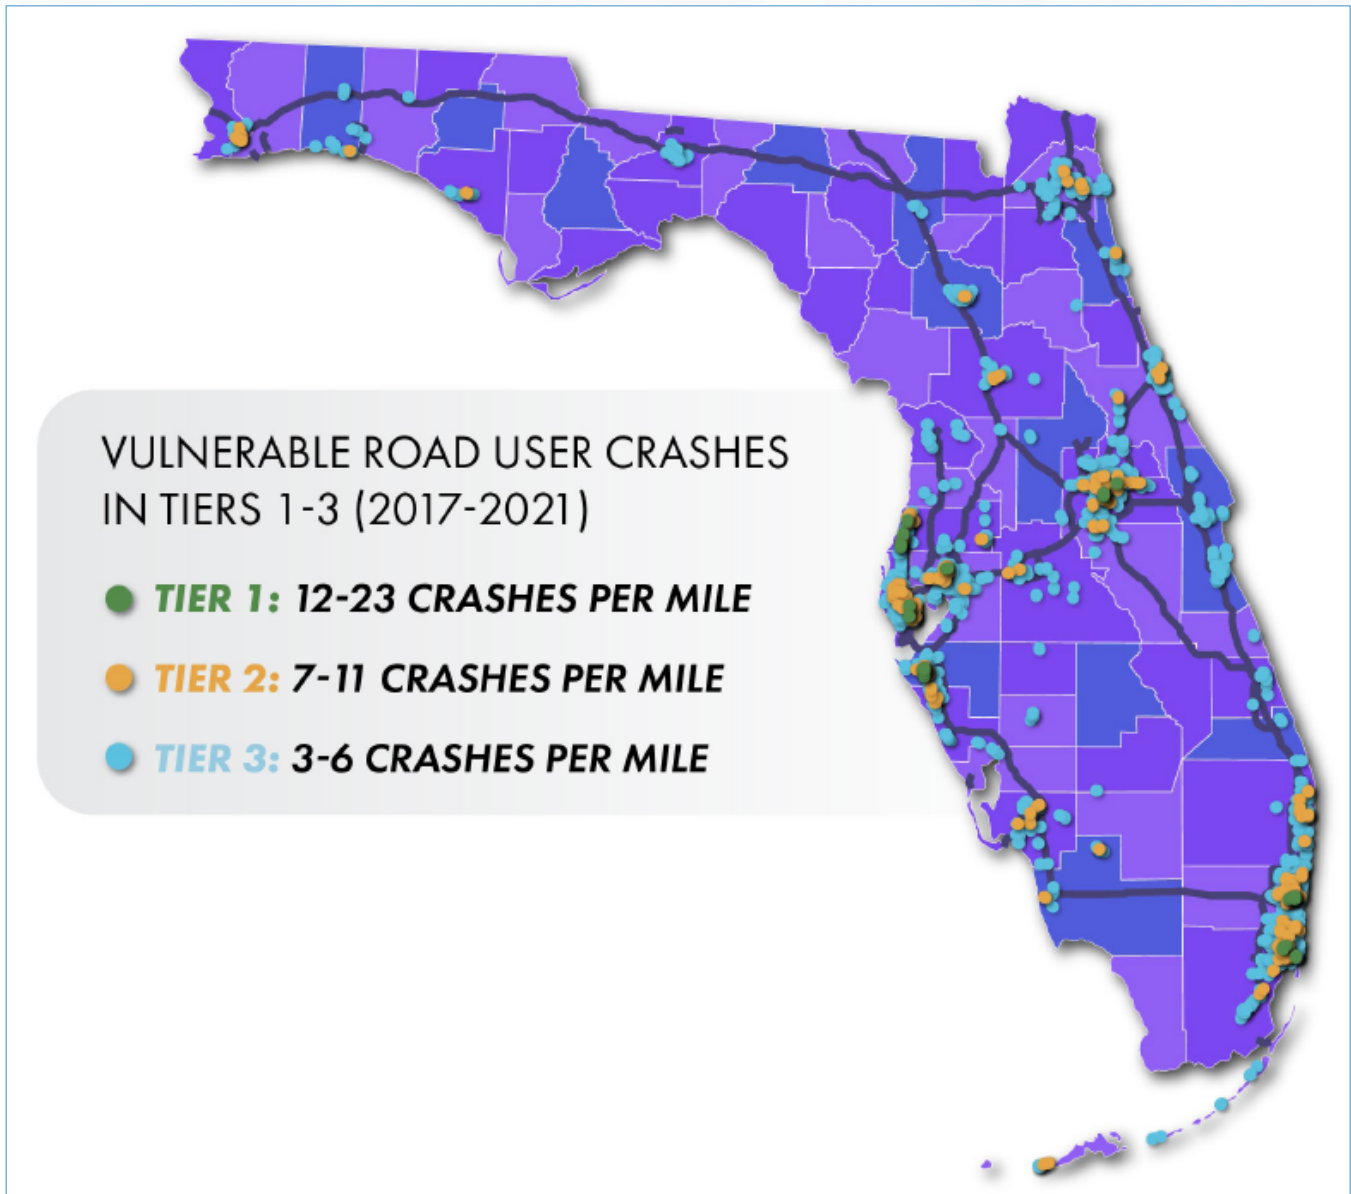 VULNERABLE ROAD USER CRASHES
IN TIERS 1-3 (2017-2021)
TIER 1: 12-23 CRASHES PER MILE
TIER 2: 7-11 CRASHES PER MILE
TIER 3: 3-6 CRASHES PER MILE